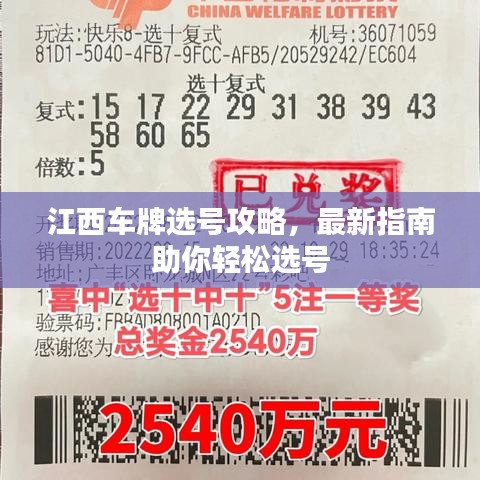 CHINA WELFARE LOTTERY
玩法:快乐8-选十复式 机号:36071059
81D1-5040-4FB7-9FCC-AFB5/20529242/EC604
选十复式
复式:15 17 22 29 31 38 39 43
58 60 65
倍数:5
已兑奖
江西车牌选号攻略，最新指南
助你轻松选号
销售期:2022 29 18:35:24
地址:广丰区
喜中“选十中十”5注一等奖
验票码:FBBAD808001A021D
感谢您为
总奖金2540万
2540万元